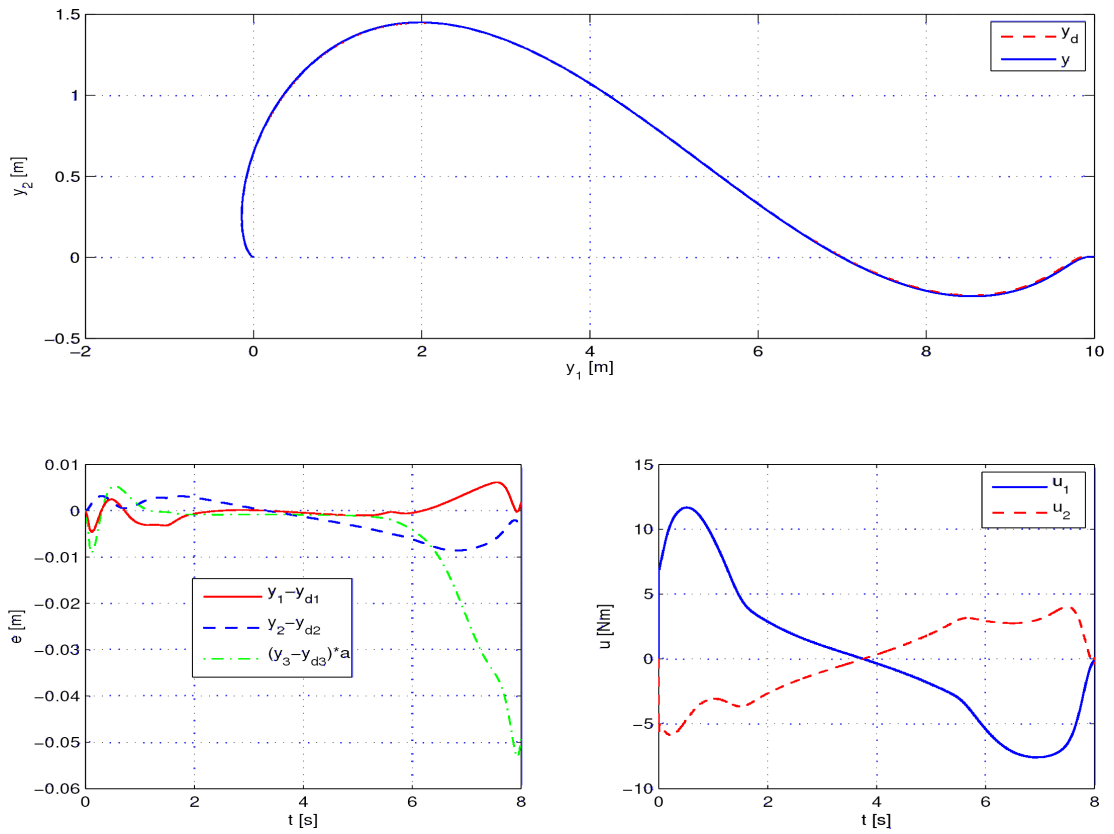 1.5
1
0.5
0
−0.5
y_2 [m]
−2
0
2
4
6
8
10
y_1 [m]
y_d
y
0.01
0
−0.01
−0.02
−0.03
−0.04
−0.05
−0.06
e [m]
y_1−y_d1
y_2−y_d2
(y_3−y_d3)*a
0
2
4
6
8
t [s]
15
10
5
0
−5
−10
u [Nm]
u_1
u_2
0
2
4
6
8
t [s]